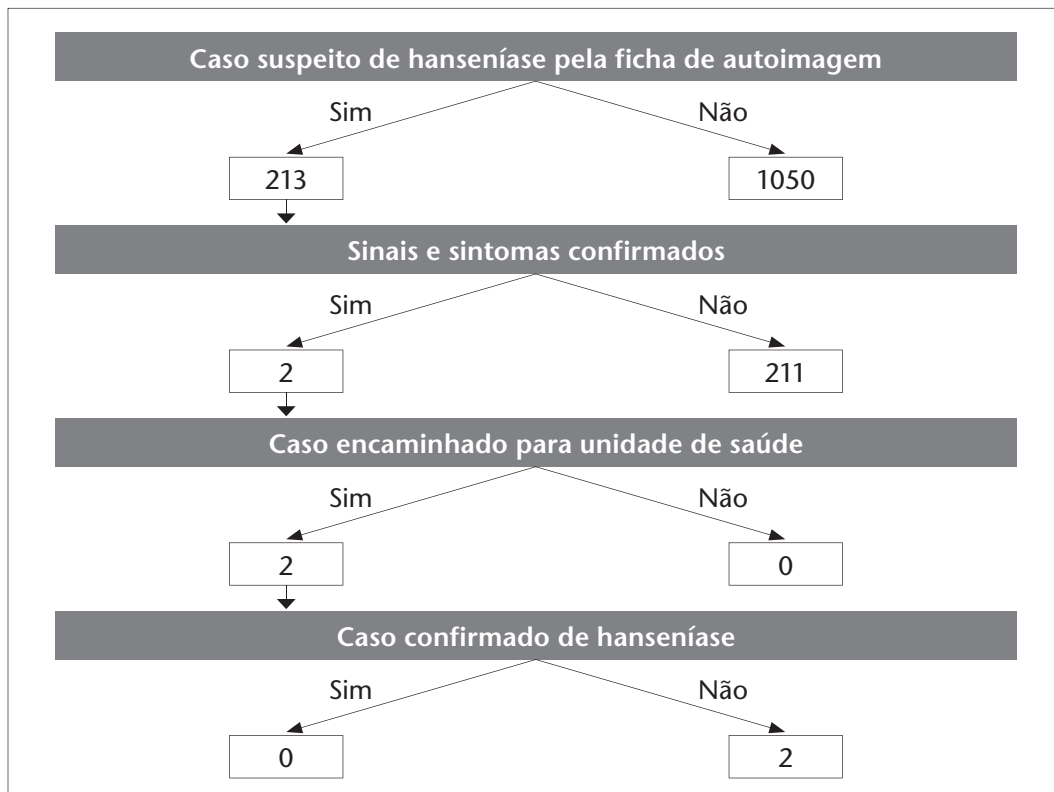 Caso suspeito de hanseníase pela ficha de autoimagem
Sim Não
213 1050
Sinais e sintomas confirmados
Sim Não
2 211
Caso encaminhado para unidade de saúde
Sim Não
2 0
Caso confirmado de hanseníase
Sim Não
0 2